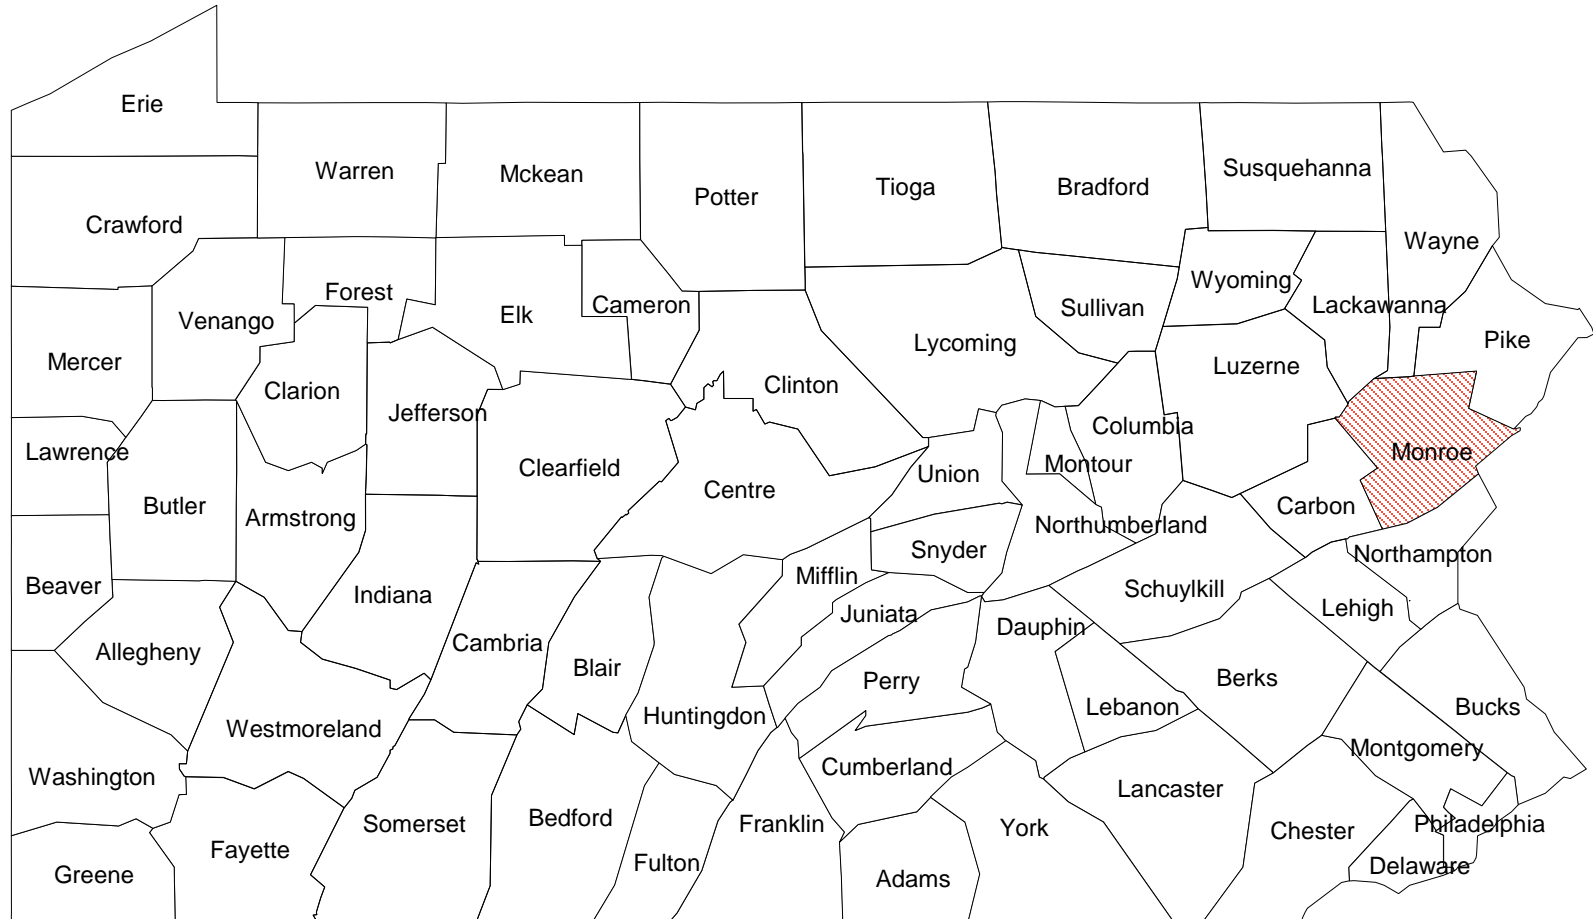 Erie
Warren
Mckean
Potter
Tioga
Bradford
Susquehanna
Crawford
Wayne
Forest
Venango
Elk
Cameron
Wyoming
Sullivan
Lackawanna
Mercer
Lycoming
Pike
Clarion
Jefferson
Clinton
Luzerne
Lawrence
Columbia
Monroe
Clearfield
Centre
Union
Montour
Butler
Armstrong
Carbon
Northumberland
Snyder
Northampton
Beaver
Indiana
Mifflin
Schuylkill
Lehigh
Juniata
Dauphin
Allegheny
Cambria
Blair
Perry
Berks
Westmoreland
Huntingdon
Lebanon
Bucks
Washington
Cumberland
Montgomery
Lancaster
Somerset
Bedford
Franklin
York
Chester
Philadelphia
Greene
Fayette
Fulton
Adams
Delaware